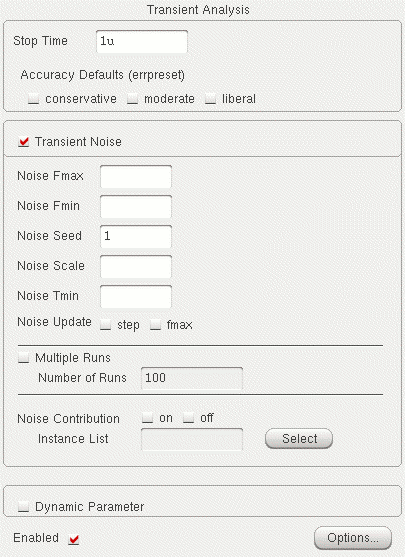 Transient Analysis
Stop Time 1u
Accuracy Defaults (errpreset)
conservative moderate liberal
Transient Noise
Noise Fmax
Noise Fmin
Noise Seed 1
Noise Scale
Noise Tmin
Noise Update step fmax
Multiple Runs
Number of Runs 100
Noise Contribution on off
Instance List Select
Dynamic Parameter
Enabled Options...